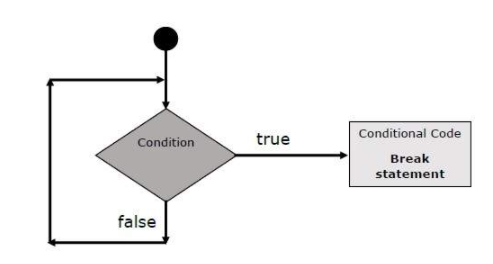 Condition
true
Conditional Code
Break
statement
false